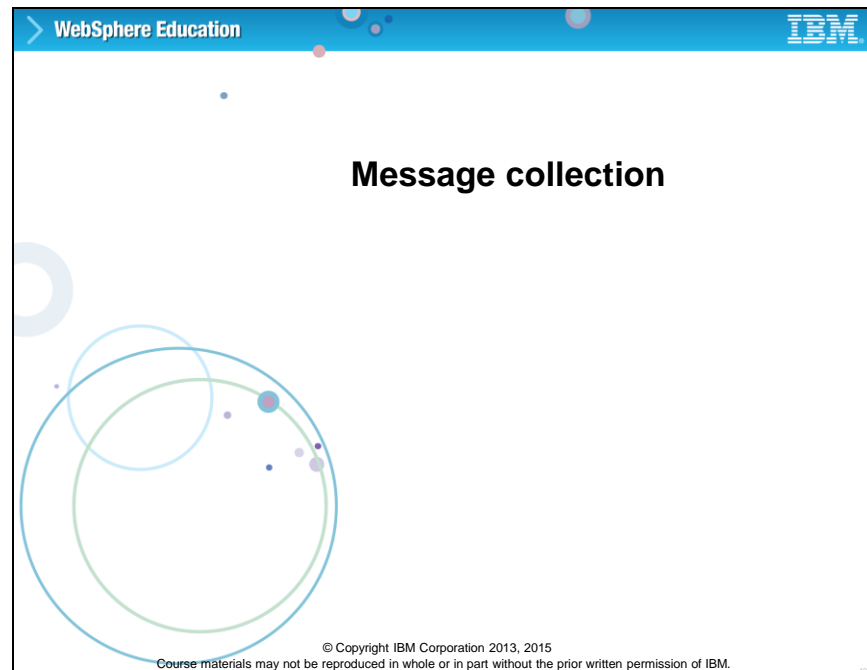 WebSphere Education
IBM.
Message collection
© Copyright IBM Corporation 2013, 2015
Course materials may not be reproduced in whole or in part without the prior written permission of IBM.